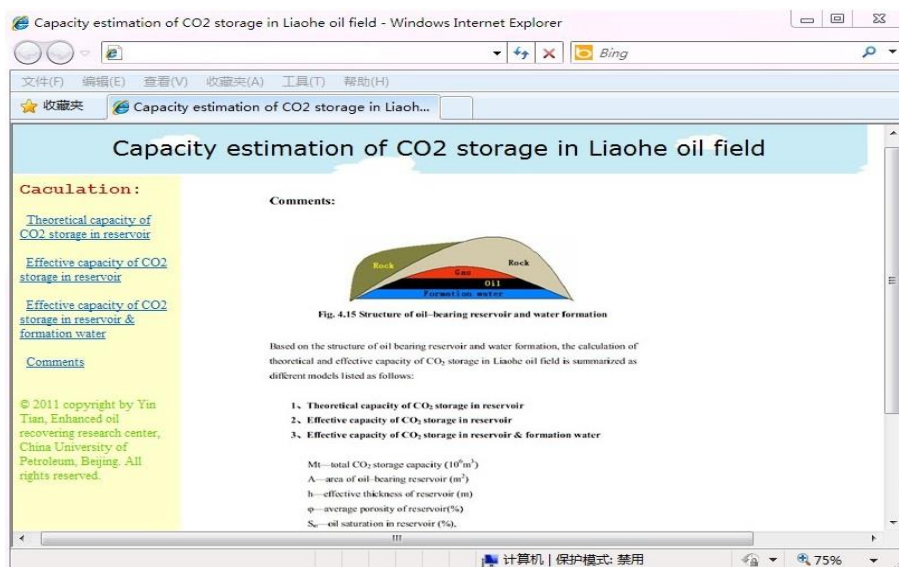 Capacity estimation of CO2 storage in Liaohe oil field - Windows Internet Explorer
Bing
文件(F) 编辑(E) 查看(V) 收藏夹(A) 工具(T) 帮助(H)
收藏夹 Capacity estimation of CO2 storage in Liaoh...
Capacity estimation of CO2 storage in Liaohe oil field
Caculation:
Theoretical capacity of
CO2 storage in reservoir
Effective capacity of CO2
storage in reservoir
Effective capacity of CO2
storage in reservoir &
formation water
Comments
© 2011 copyright by Yin
Tian, Enhanced oil
recovering research center,
China University of
Petroleum, Beijing. All
rights reserved.
Comments:
Rock
Rock
Gas
Oil
Formation water
Fig. 4.15 Structure of oil-bearing reservoir and water formation
Based on the structure of oil bearing reservoir and water formation, the calculation of
theoretical and effective capacity of CO₂ storage in Liaohe oil field is summarized as
different models listed as follows:
1、Theoretical capacity of CO₂ storage in reservoir
2、Effective capacity of CO₂ storage in reservoir
3、Effective capacity of CO₂ storage in reservoir & formation water
Mt—total CO₂ storage capacity (10⁶m³)
A—area of oil-bearing reservoir (m²)
h—effective thickness of reservoir (m)
φ—average porosity of reservoir(%)
oil saturation in reservoir (%),
计算机 | 保护模式: 禁用
75%